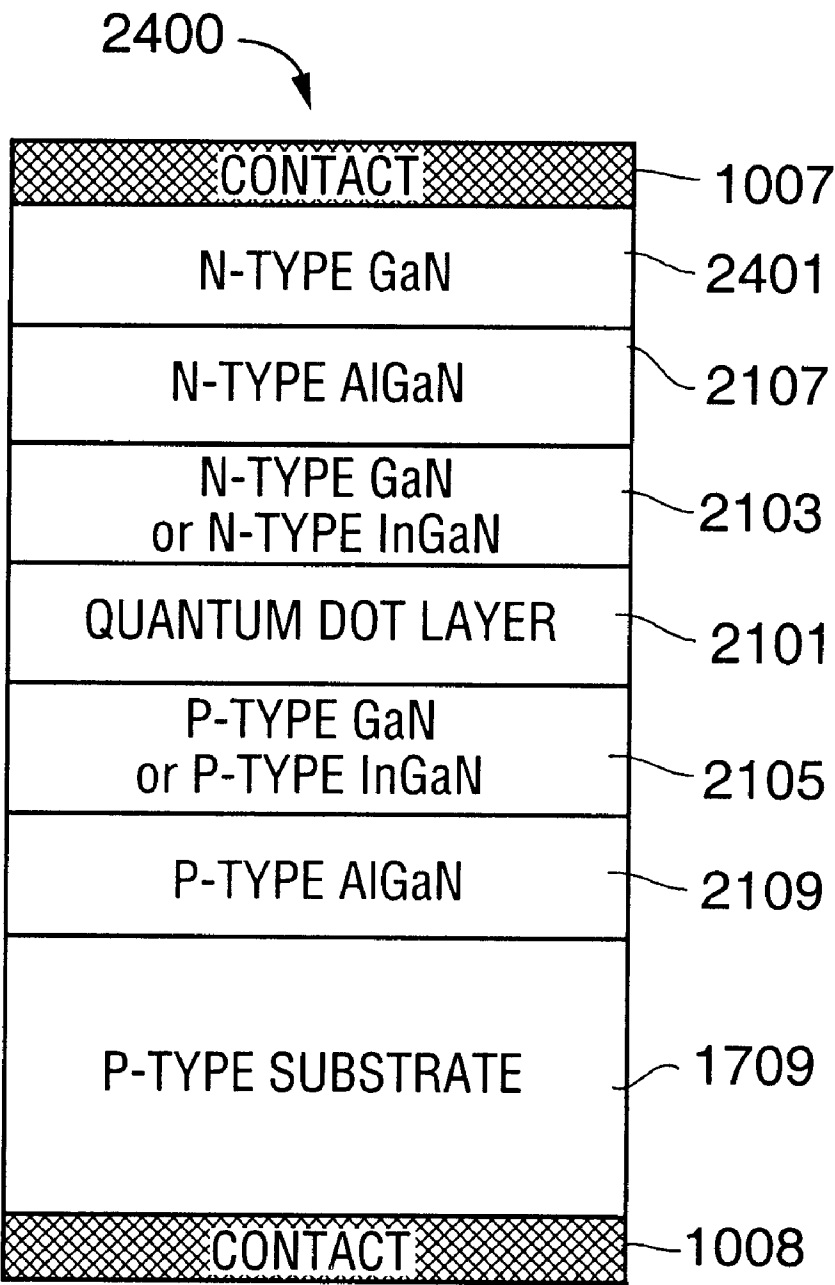 2400
CONTACT
1007
N-TYPE GaN
2401
N-TYPE AlGaN
2107
N-TYPE GaN
or N-TYPE InGaN
2103
QUANTUM DOT LAYER
2101
P-TYPE GaN
or P-TYPE InGaN
2105
P-TYPE AlGaN
2109
P-TYPE SUBSTRATE
1709
CONTACT
1008